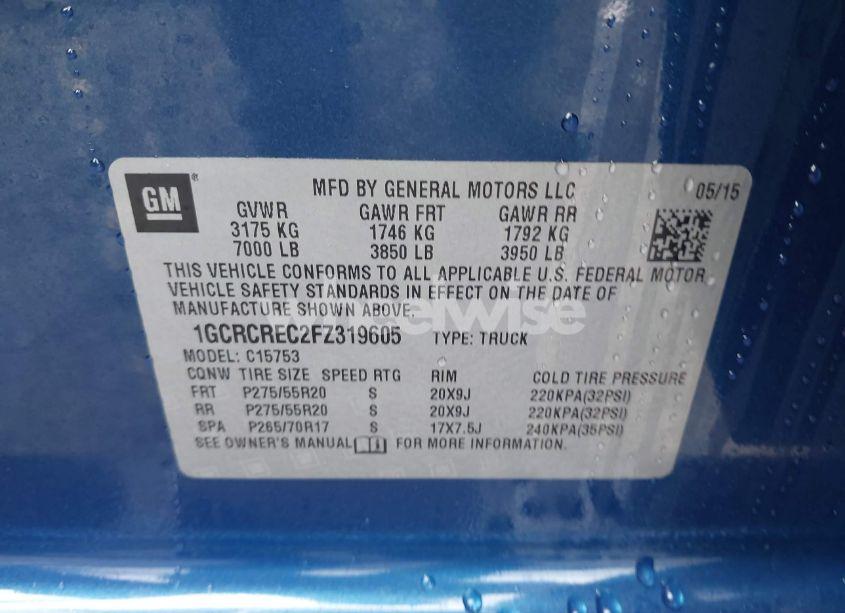 GM ® MFD BY GENERAL MOTORS LLC 05/15
GVWR GAWR FRT GAWR RR
3175 KG 1746 KG 1792 KG
7000 LB 3850 LB 3950 LB
THIS VEHICLE CONFORMS TO ALL APPLICABLE U.S. FEDERAL MOTOR
VEHICLE SAFETY STANDARDS IN EFFECT ON THE DATE OF
MANUFACTURE SHOWN ABOVE.
1GCRCREC2FZ319605 TYPE: TRUCK
MODEL: C15753
CQNW TIRE SIZE SPEED RTG RIM COLD TIRE PRESSURE
FRT P275/55R20 S 20X9J 220KPA(32PSI)
RR P275/55R20 S 20X9J 220KPA(32PSI)
SPA P265/70R17 S 17X7.5J 240KPA(35PSI)
SEE OWNER'S MANUAL FOR MORE INFORMATION.